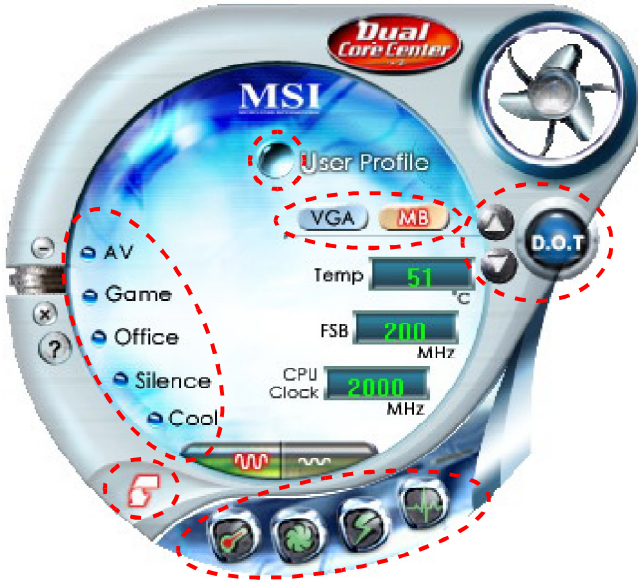 Dual
Core Center
MSI
User Profile
VGA MB
D.O.T
AV
Temp 51
°C
Game
FSB 200
MHz
Office
CPU
Clock 2000
MHz
Silence
Cool
?